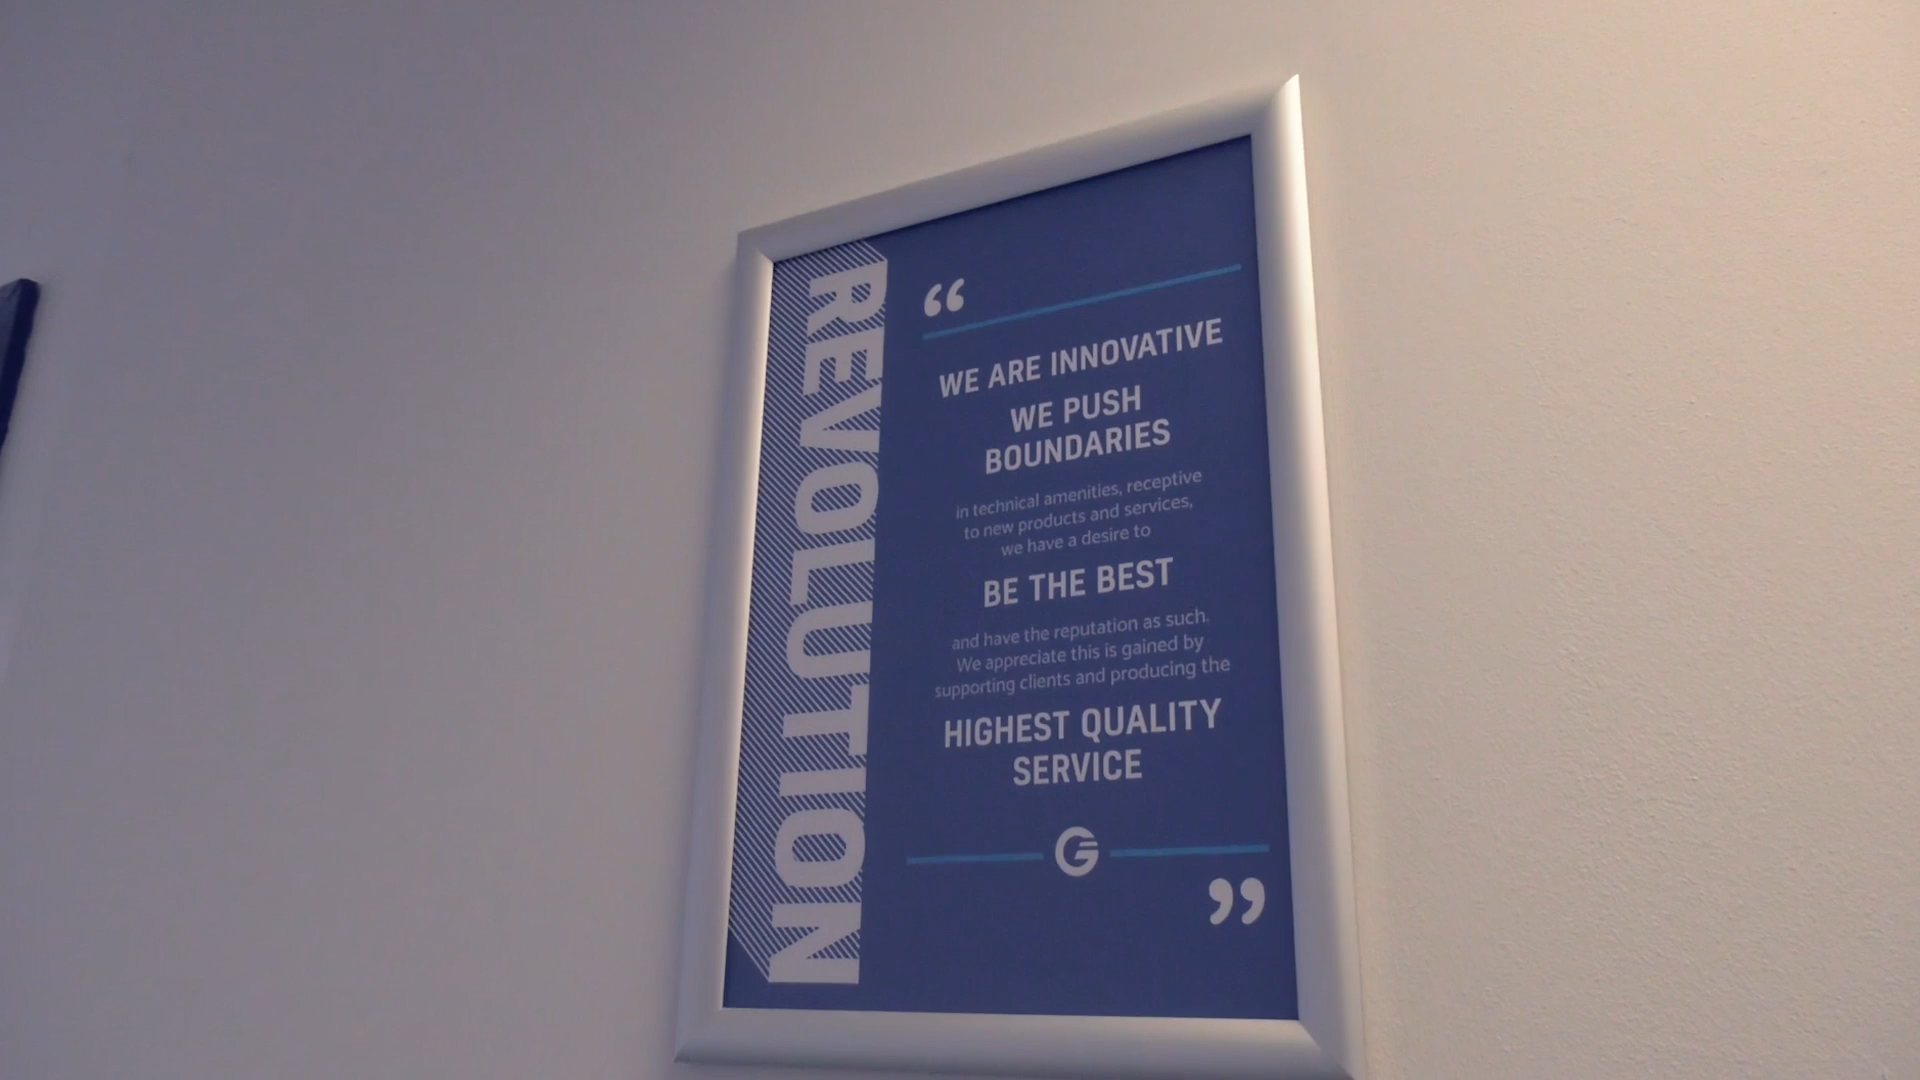 REVOLUTION
“
WE ARE INNOVATIVE
WE PUSH
BOUNDARIES
in technical amenities, receptive
to new products and services,
we have a desire to
BE THE BEST
and have the reputation as such.
We appreciate this is gained by
supporting clients and producing the
HIGHEST QUALITY
SERVICE
G
”